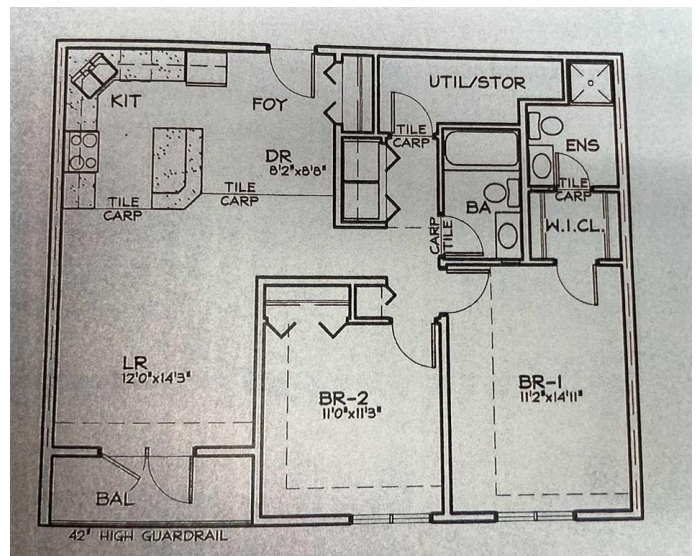 UTIL/STOR
KIT
FOY
TILE
CARP
ENS
DR
8'2"x8'8"
TILE
CARP
TILE
CARP
TILE
CARP
BA
CARP
TILE
W.I.CL.
LR
12'0"x14'3"
BR-2
11'0"x11'3"
BR-1
11'2"x14'11"
BAL
42" HIGH GUARDRAIL